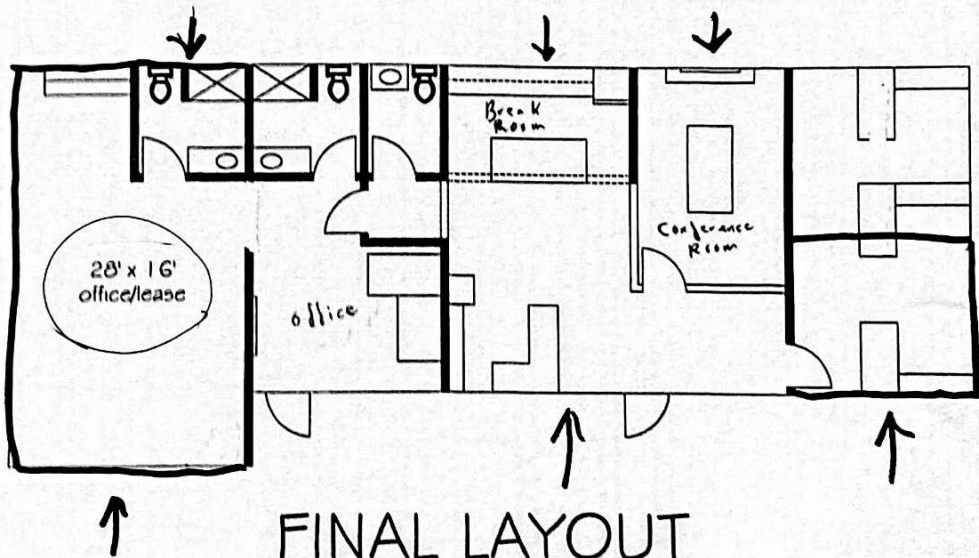 Break
Room
Conference
Room
28' x 16'
office/lease
office
FINAL LAYOUT